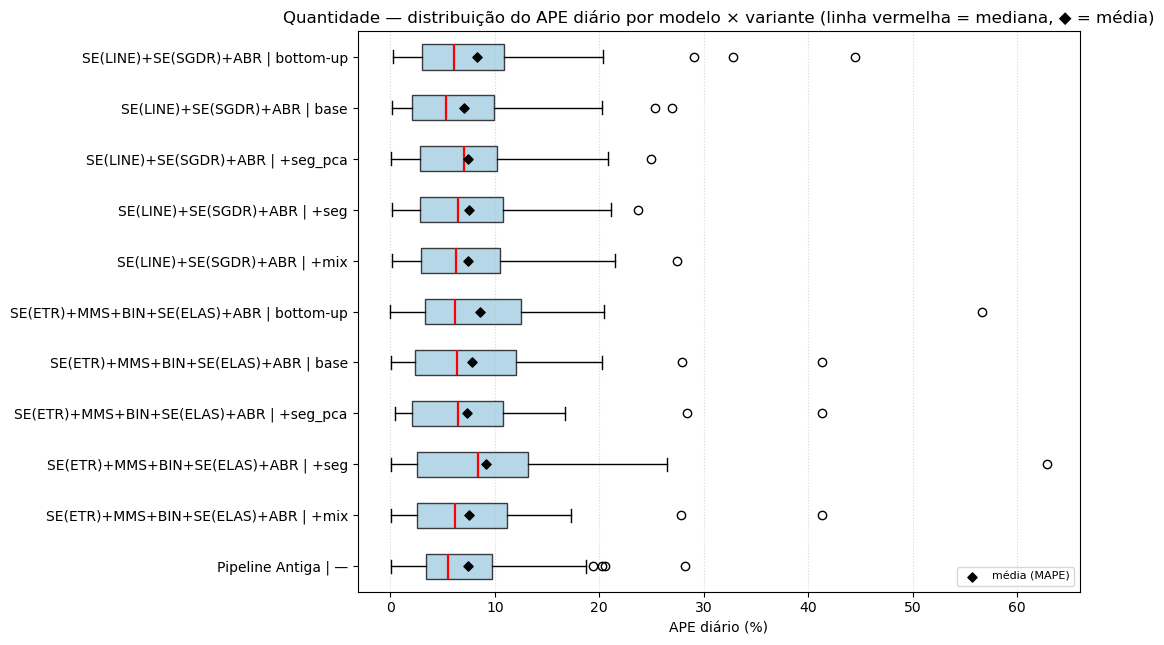 Quantidade — distribuição do APE diário por modelo × variante (linha vermelha = mediana, ◆ = média)
SE(LINE)+SE(SGDR)+ABR | bottom-up
SE(LINE)+SE(SGDR)+ABR | base
SE(LINE)+SE(SGDR)+ABR | +seg_pca
SE(LINE)+SE(SGDR)+ABR | +seg
SE(LINE)+SE(SGDR)+ABR | +mix
SE(ETR)+MMS+BIN+SE(ELAS)+ABR | bottom-up
SE(ETR)+MMS+BIN+SE(ELAS)+ABR | base
SE(ETR)+MMS+BIN+SE(ELAS)+ABR | +seg_pca
SE(ETR)+MMS+BIN+SE(ELAS)+ABR | +seg
SE(ETR)+MMS+BIN+SE(ELAS)+ABR | +mix
Pipeline Antiga | —
média (MAPE)
0 10 20 30 40 50 60
APE diário (%)